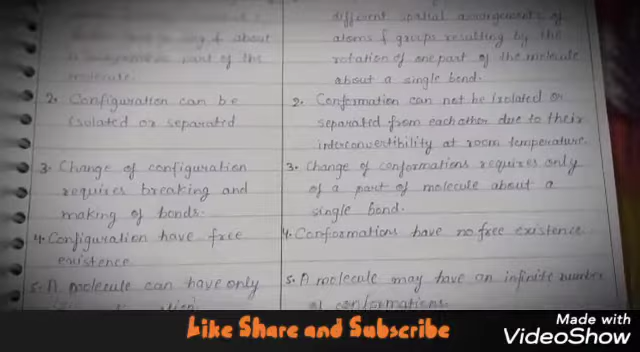 different spatial arrangements of
& about
atoms & groups resulting by the
part of the
rotation of one part of the molecule
molecule.
about a single bond.
2. Configuration can be
isolated or separated
2. Conformation can not be isolated or
separated from each other due to their
interconvertibility at room temperature.
3. Change of configuration
requires breaking and
making of bonds.
3. Change of conformations requires only
of a part of molecule about a
single bond.
4. Configuration have free
existence
4. Conformations have no free existence
5. A molecule can have only
5. A molecule may have an infinite number
of conformations.
Like Share and Subscribe
Made with
VideoShow